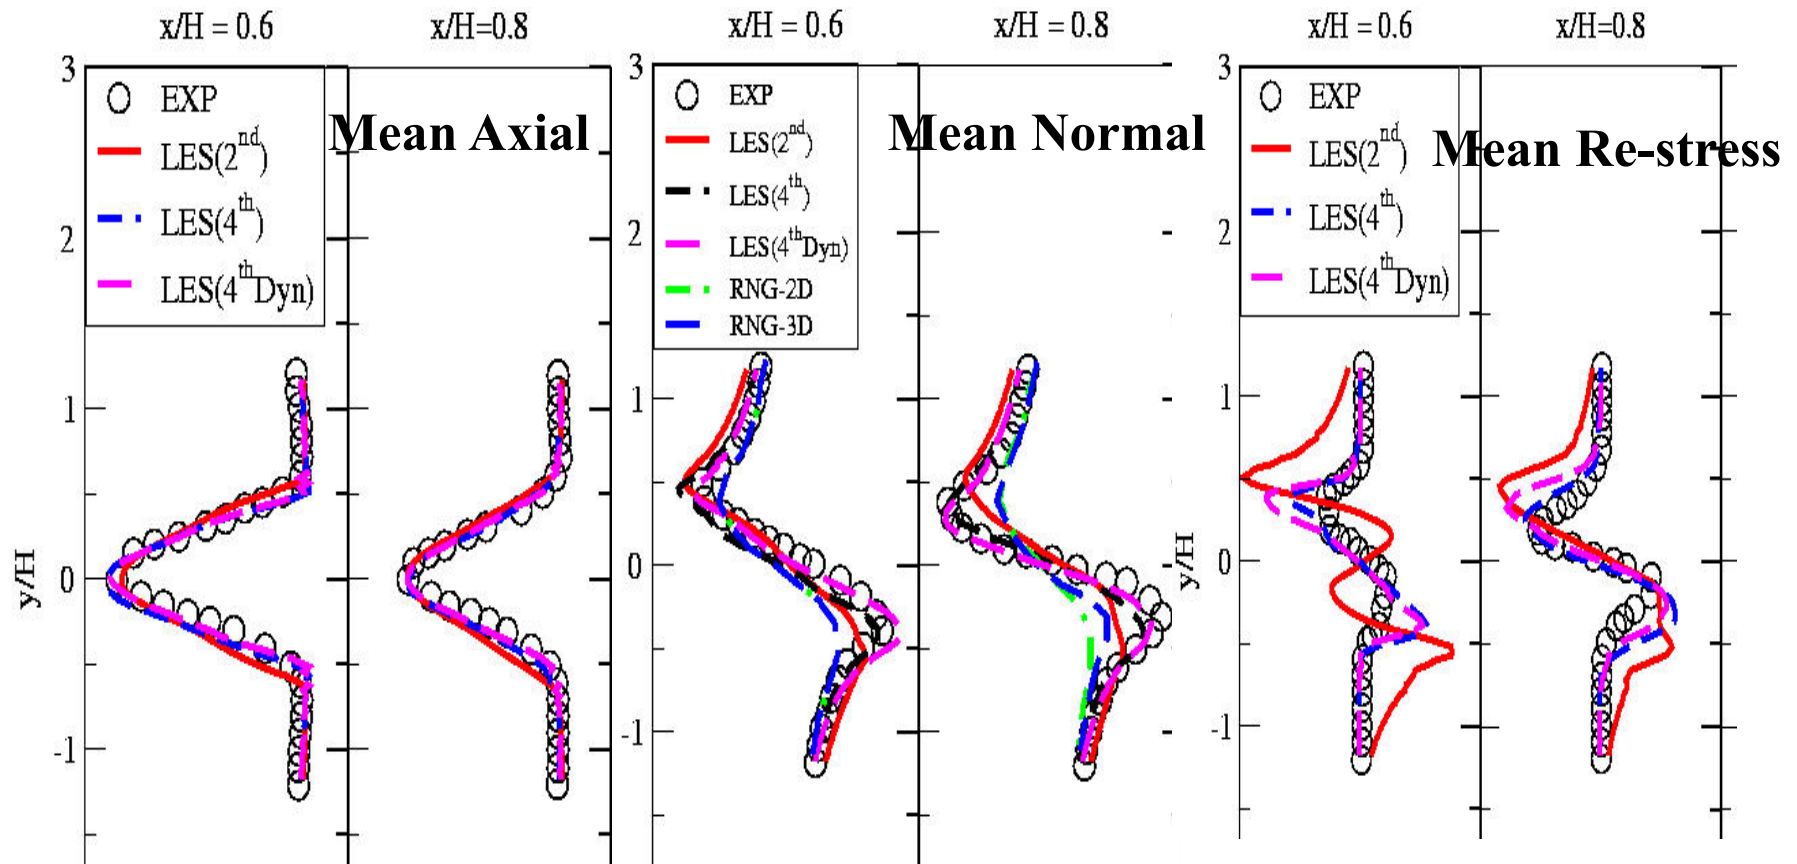 x/H = 0.6
x/H=0.8
3
EXP
LES(2nd)
LES(4th)
LES(4thDyn)
Mean Axial
2
1
0
-1
y/H
x/H = 0.6
x/H = 0.8
3
EXP
LES(2nd)
LES(4th)
LES(4thDyn)
RNG-2D
RNG-3D
Mean Normal
2
1
0
-1
x/H = 0.6
x/H=0.8
3
EXP
LES(2nd)
LES(4th)
LES(4thDyn)
Mean Re-stress
2
1
0
-1
y/H